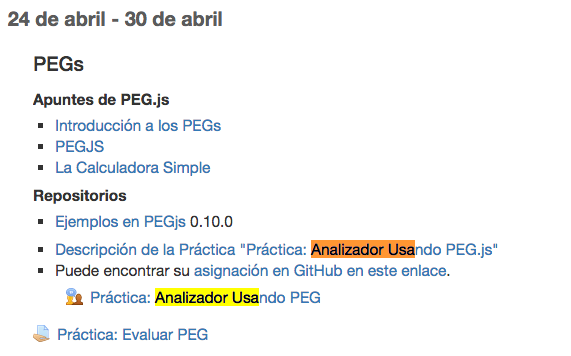 24 de abril - 30 de abril
PEGs
Apuntes de PEG.js
Introducción a los PEGs
PEGJS
La Calculadora Simple
Repositorios
Ejemplos en PEGjs 0.10.0
Descripción de la Práctica "Práctica: Analizador Usando PEG.js"
Puede encontrar su asignación en GitHub en este enlace.
Práctica: Analizador Usando PEG
Práctica: Evaluar PEG